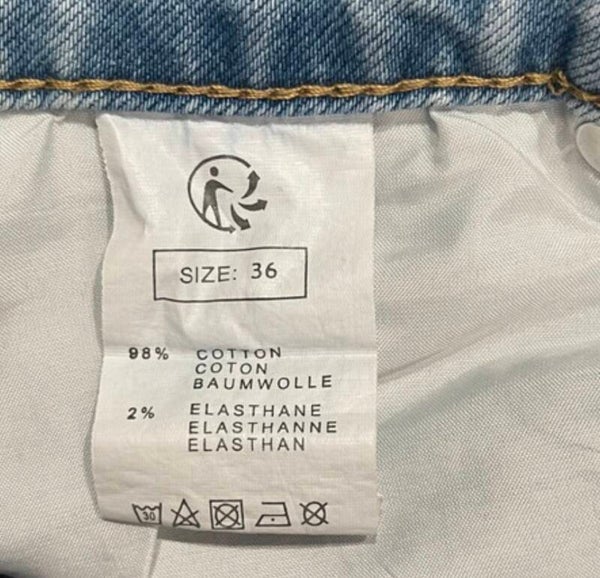 SIZE: 36
98% COTTON
COTON
BAUMWOLLE
2% ELASTHANE
ELASTHANNE
ELASTHAN
30